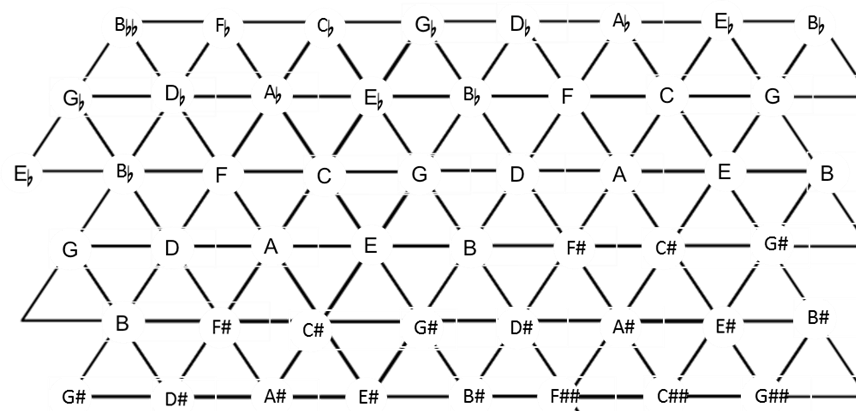 B♭♭ F♭ C♭ G♭ D♭ A♭ E♭ B♭
G♭ D♭ A♭ E♭ B♭ F C G
E♭ B♭ F C G D A E B
G D A E B F# C# G#
B F# C# G# D# A# E# B#
G# D# A# E# B# F## C## G##